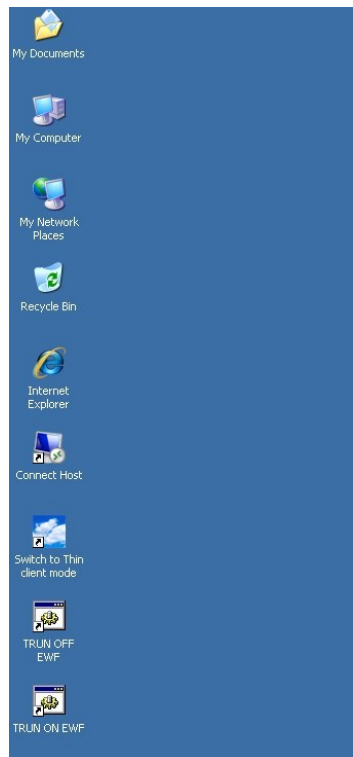 My Documents
My Computer
My Network
Places
Recycle Bin
Internet
Explorer
Connect Host
Switch to Thin
client mode
TRUN OFF
EWF
TRUN ON EWF